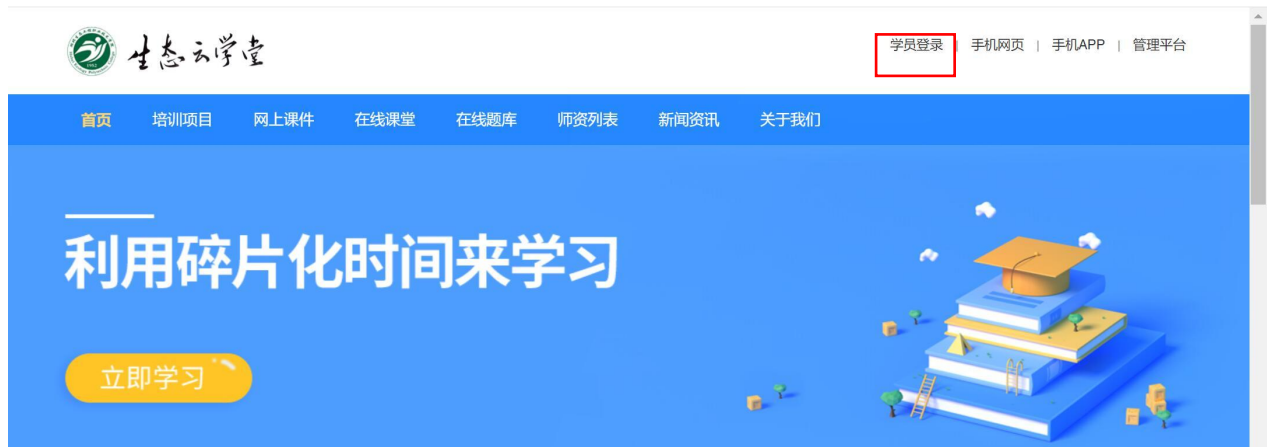 生态云学堂
学员登录 | 手机网页 | 手机APP | 管理平台
首页 培训项目 网上课件 在线课堂 在线题库 师资列表 新闻资讯 关于我们
利用碎片化时间来学习
立即学习